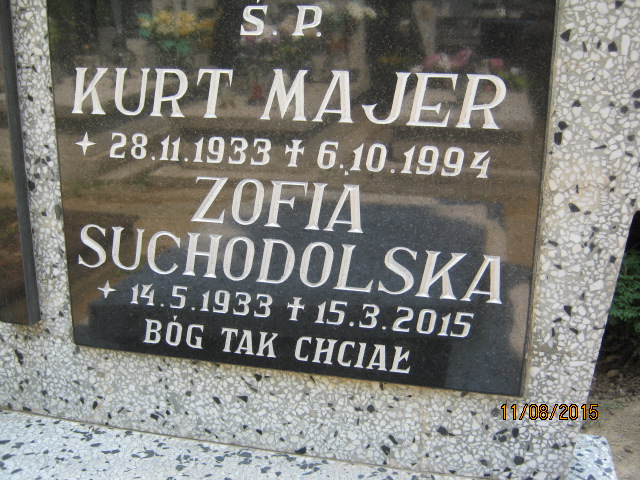 Ś. P.
KURT MAJER
✦ 28.11.1933 ✝ 6.10.1994
ZOFIA
SUCHODOLSKA
✦ 14.5.1933 ✝ 15.3.2015
BÓG TAK CHCIAŁ
11/08/2015